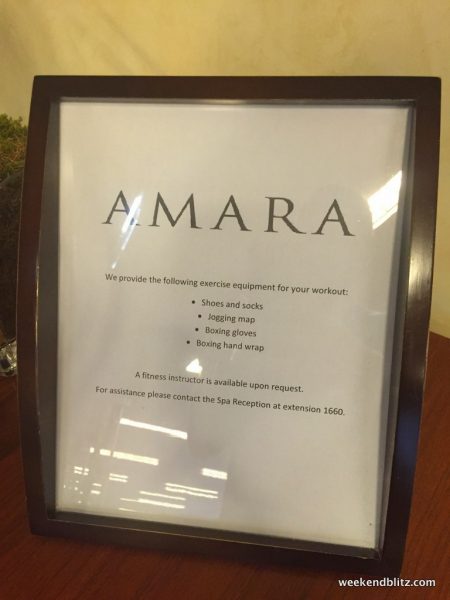 AMARA
We provide the following exercise equipment for your workout:
• Shoes and socks
• Jogging map
• Boxing gloves
• Boxing hand wrap
A fitness instructor is available upon request.
For assistance please contact the Spa Reception at extension 1660.
weekendblitz.com